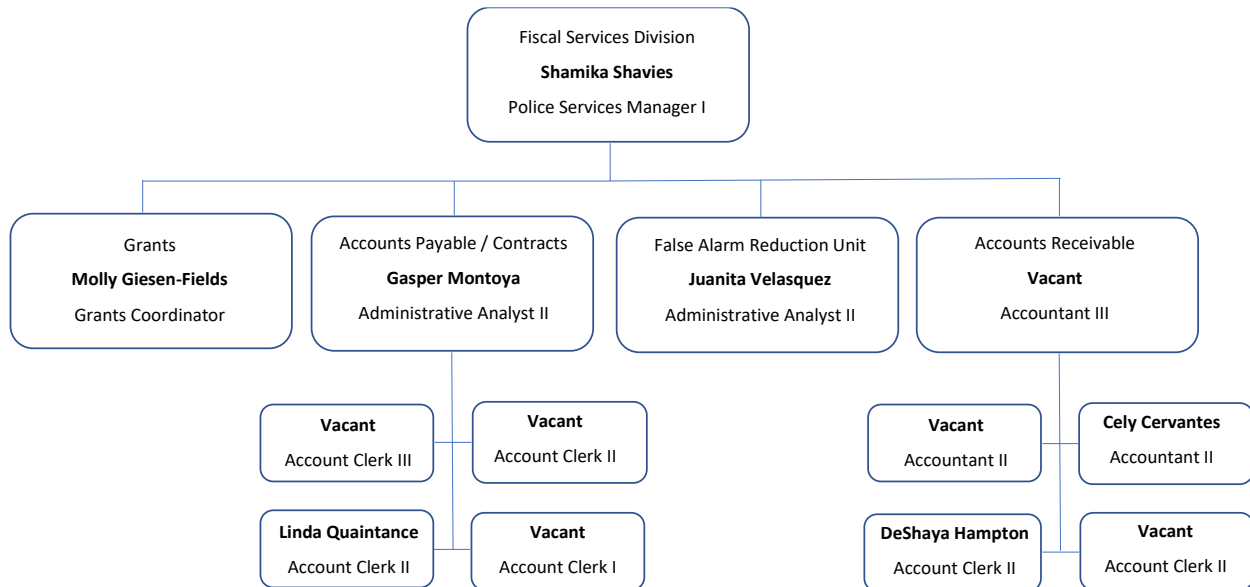 Fiscal Services Division
Shamika Shavies
Police Services Manager I
Grants
Molly Giesen-Fields
Grants Coordinator
Accounts Payable / Contracts
Gasper Montoya
Administrative Analyst II
False Alarm Reduction Unit
Juanita Velasquez
Administrative Analyst II
Accounts Receivable
Vacant
Accountant III
Vacant
Account Clerk III
Vacant
Account Clerk II
Vacant
Accountant II
Cely Cervantes
Accountant II
Linda Quaintance
Account Clerk II
Vacant
Account Clerk I
DeShaya Hampton
Account Clerk II
Vacant
Account Clerk II